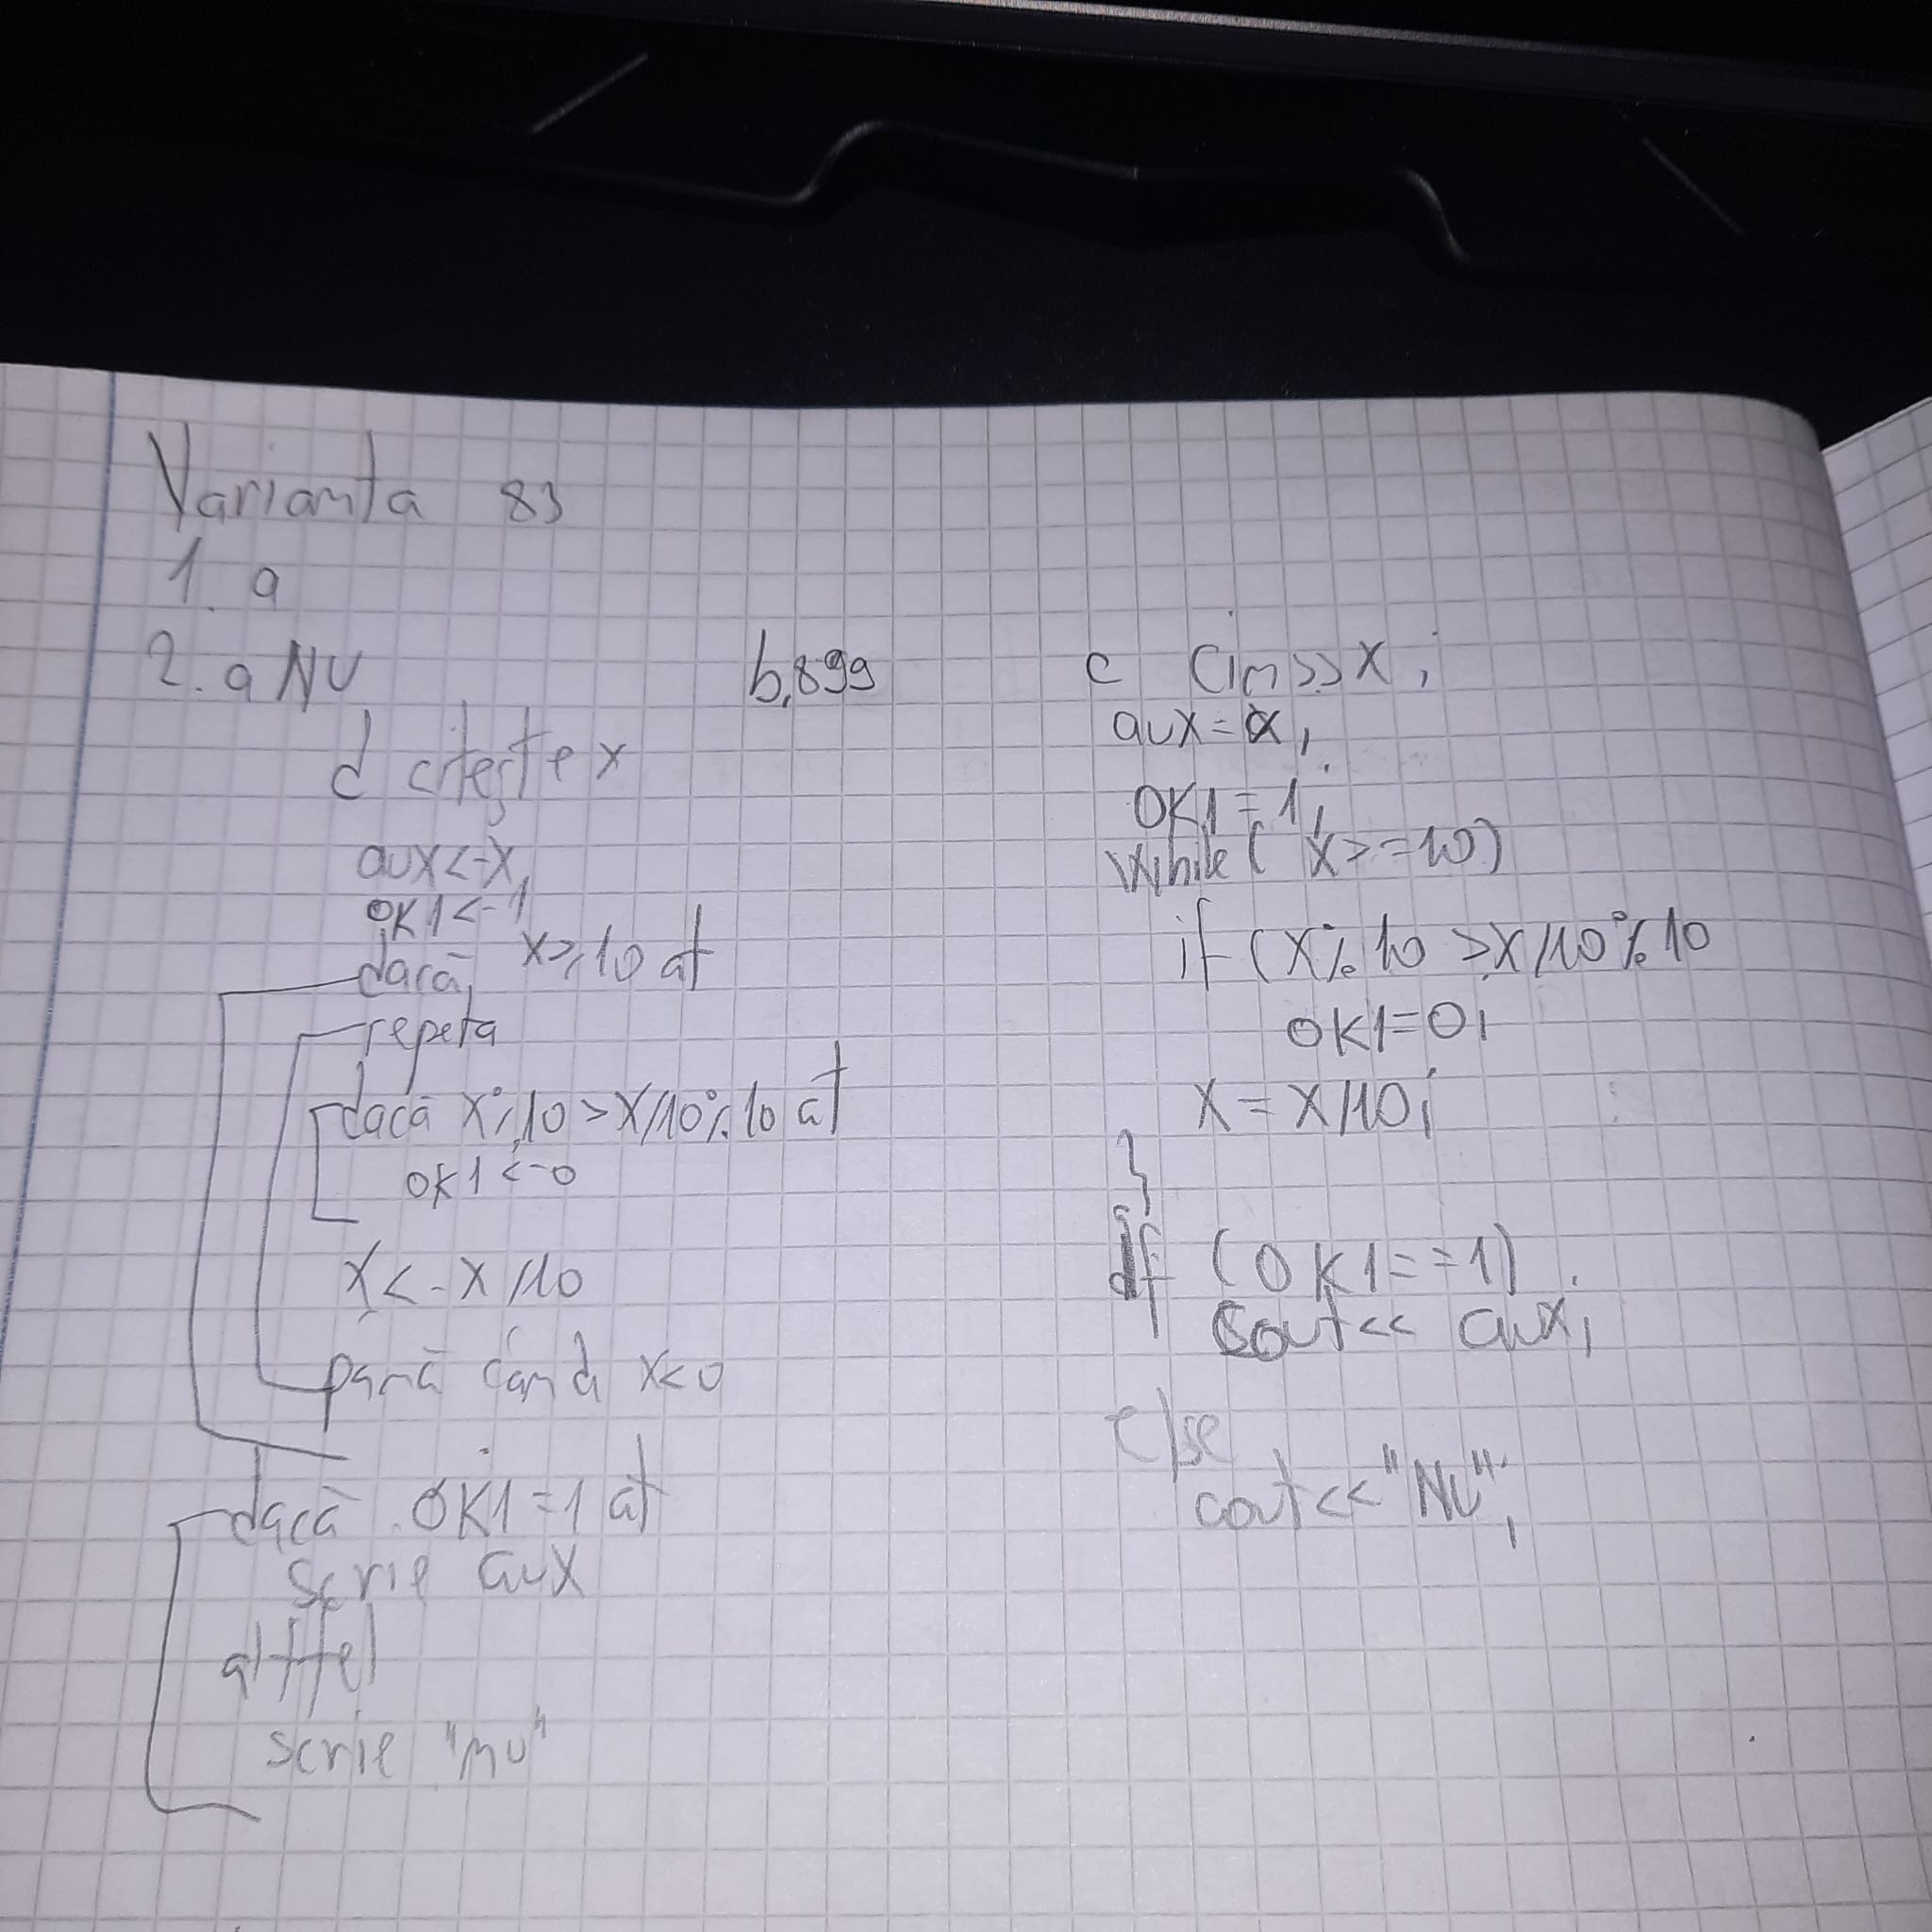 Varianta 83
1. a
2. a NU
b. 899
d citește x
aux<-x
ok1<-1
dacă x>,10 at
repeta
dacă x%10 > x/10%10 at
ok1<-0
x<-x/10
până când x<0
dacă ok1=1 at
scrie aux
altfel
scrie "nu"
c cin>>x;
aux=x;
ok1=1;
while( x>=10)
if (x%10 > x/10%10
ok1=0;
x=x/10;
}
if (ok1==1)
cout<< aux;
else
cout<<"NU";